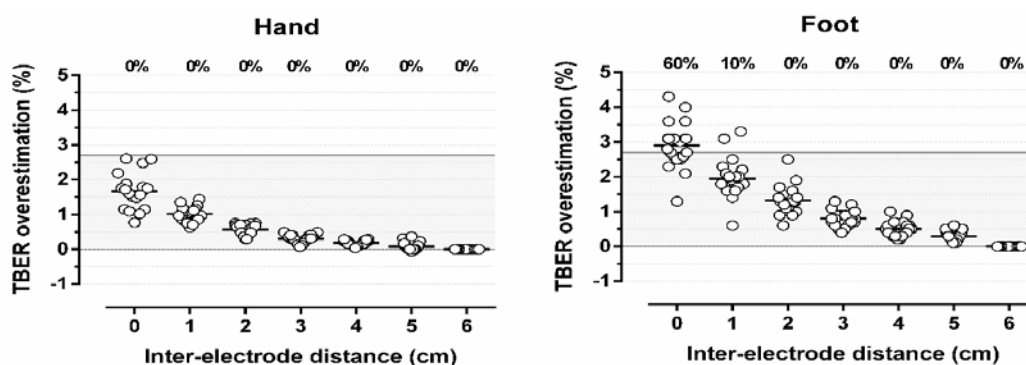 Hand
0% 0% 0% 0% 0% 0% 0%
TBER overestimation (%)
5
4
3
2
1
0
-1
0 1 2 3 4 5 6
Inter-electrode distance (cm)
Foot
60% 10% 0% 0% 0% 0% 0%
TBER overestimation (%)
5
4
3
2
1
0
-1
0 1 2 3 4 5 6
Inter-electrode distance (cm)